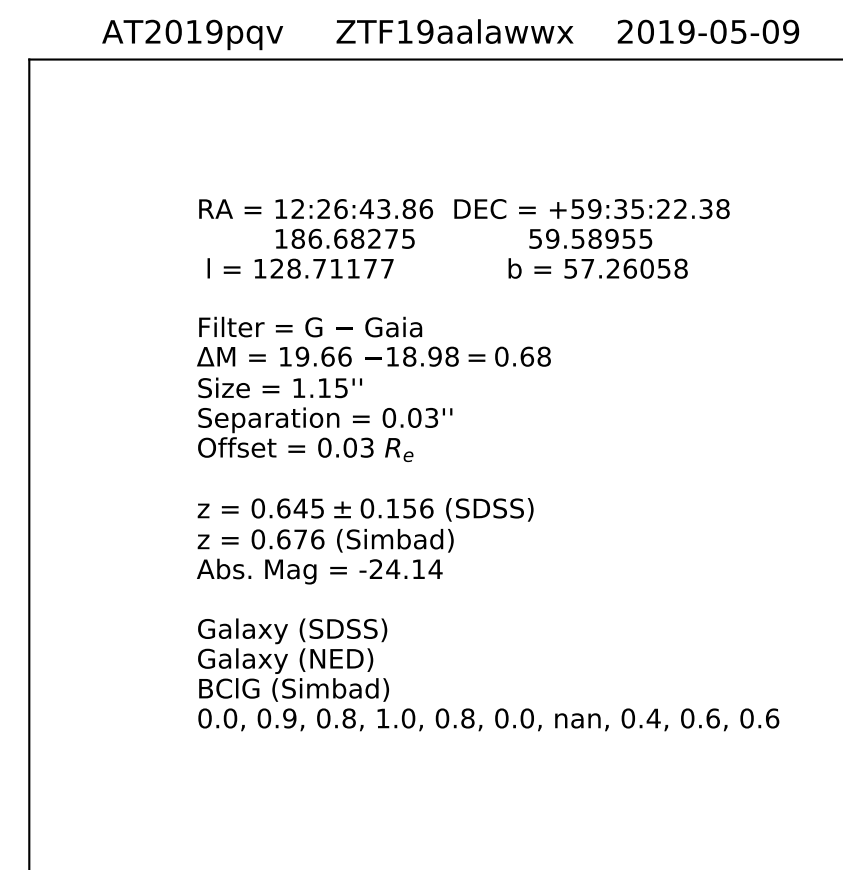 AT2019pqv ZTF19aalawwx 2019-05-09
RA = 12:26:43.86 DEC = +59:35:22.38
186.68275 59.58955
l = 128.71177 b = 57.26058
Filter = G − Gaia
ΔM = 19.66 −18.98 = 0.68
Size = 1.15''
Separation = 0.03''
Offset = 0.03 Re
z = 0.645 ± 0.156 (SDSS)
z = 0.676 (Simbad)
Abs. Mag = -24.14
Galaxy (SDSS)
Galaxy (NED)
BClG (Simbad)
0.0, 0.9, 0.8, 1.0, 0.8, 0.0, nan, 0.4, 0.6, 0.6